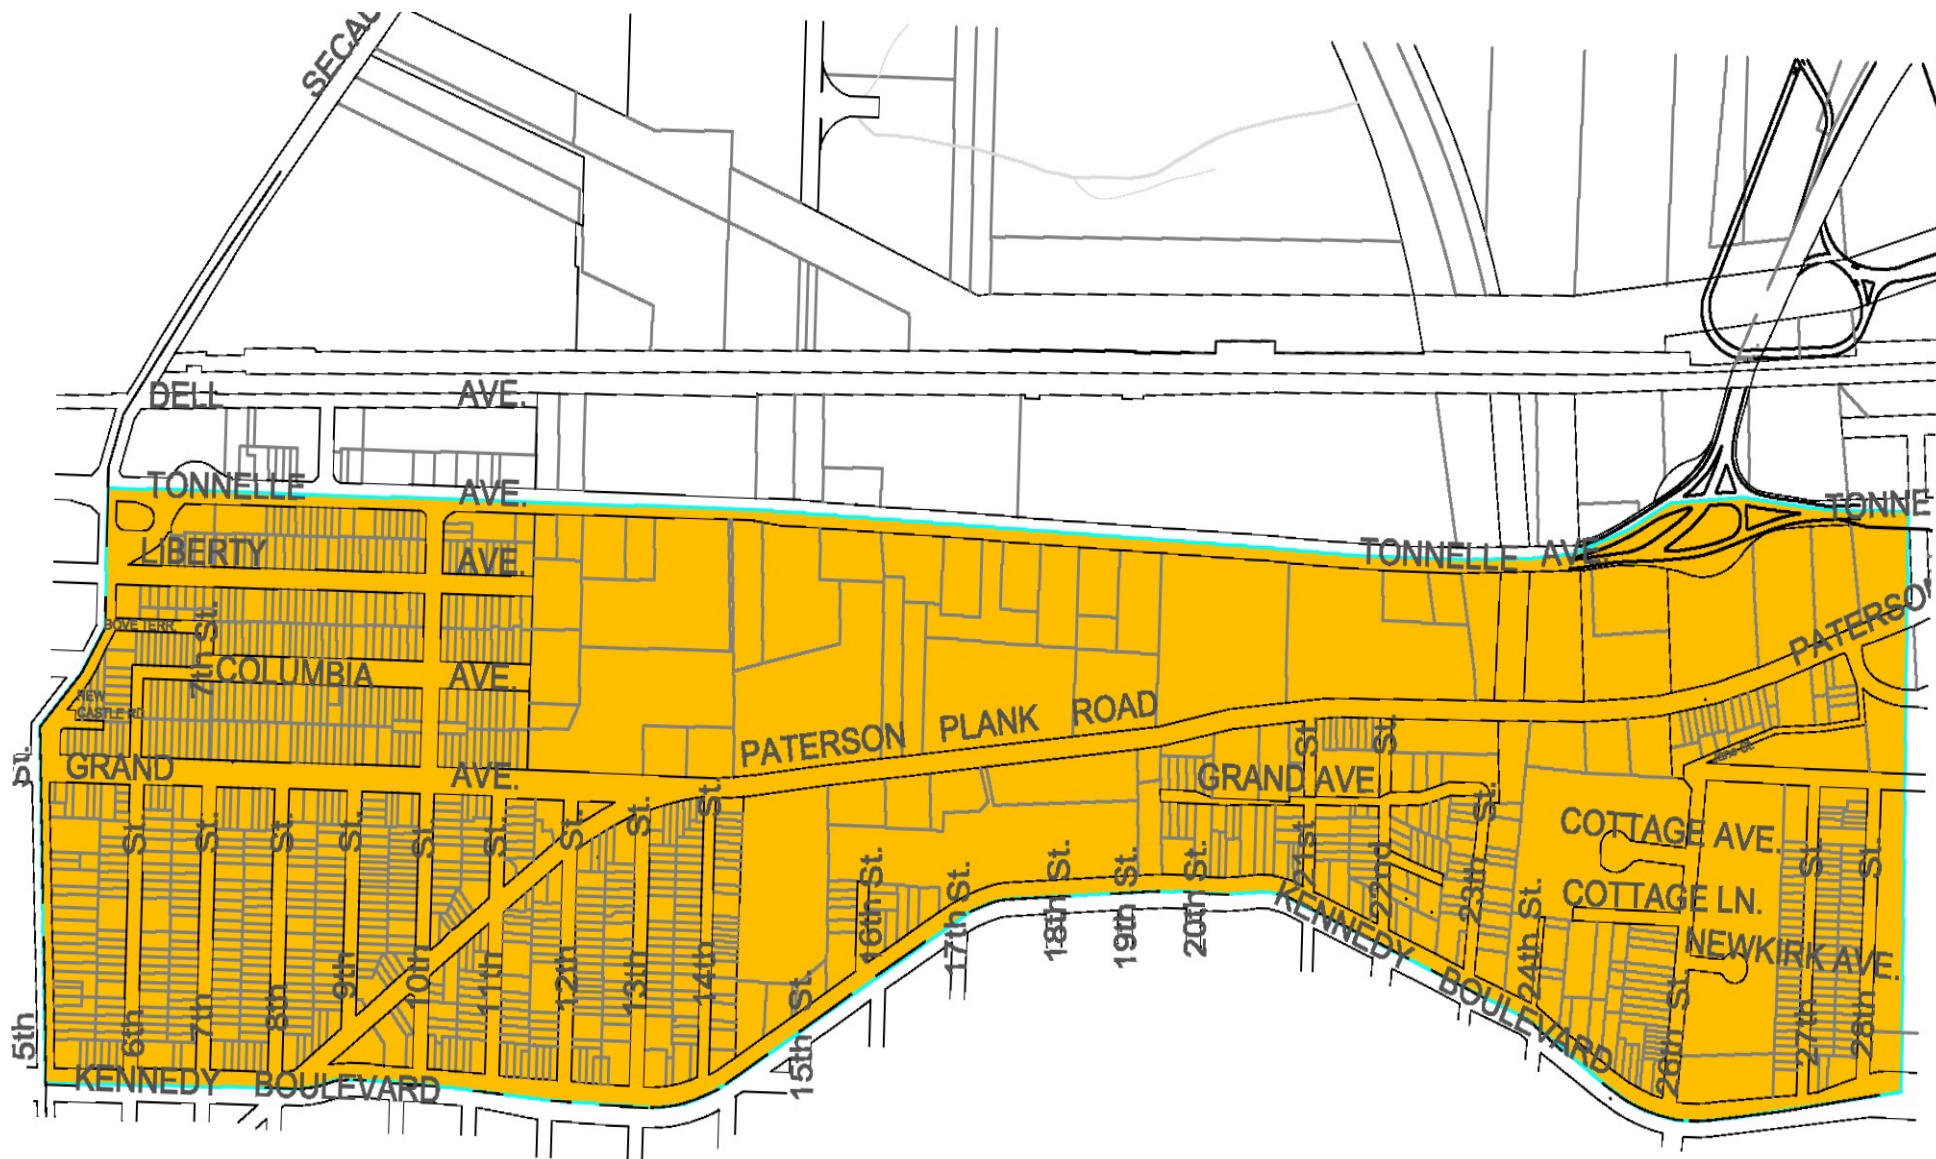 SECAU
DELL AVE.
TONNELLE AVE.
TONNE
LIBERTY AVE.
TONNELLE AVE.
BOVE TERR.
7th St.
COLUMBIA AVE.
PATERSO
NEW
CASTLE RD
PATERSON PLANK ROAD
GRAND AVE.
St.
St.
GRAND AVE
5th St.
6th St.
7th St.
8th St.
9th St.
10th St.
11th St.
12th St.
13th St.
14th St.
15th St.
16th St.
17th St.
18th St.
19th St.
20th St.
21st
22nd
23th St.
24th St.
26th St.
27th St.
28th St.
COTTAGE AVE.
COTTAGE LN.
NEWKIRK AVE.
KENNEDY BOULEVARD
KENNEDY BOULEVARD